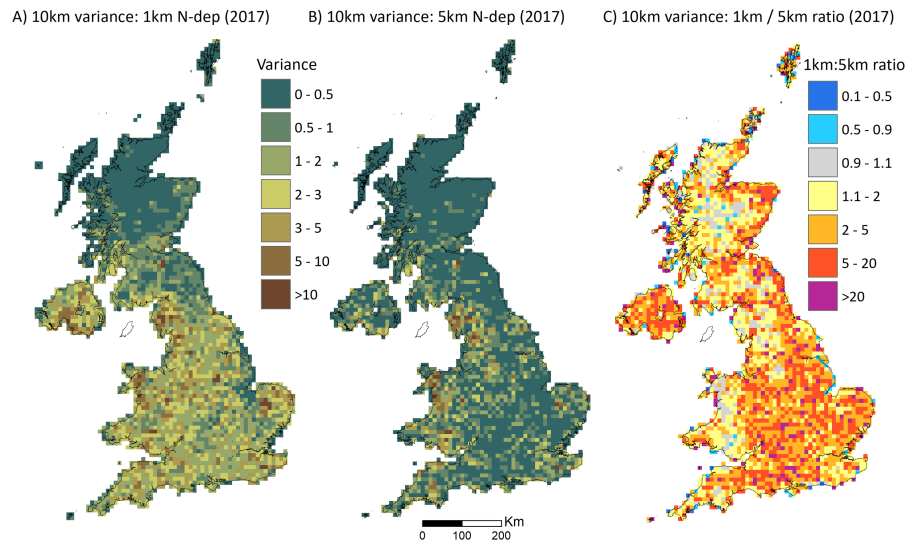 A) 10km variance: 1km N-dep (2017)
B) 10km variance: 5km N-dep (2017)
C) 10km variance: 1km / 5km ratio (2017)
Variance
0 - 0.5
0.5 - 1
1 - 2
2 - 3
3 - 5
5 - 10
>10
1km:5km ratio
0.1 - 0.5
0.5 - 0.9
0.9 - 1.1
1.1 - 2
2 - 5
5 - 20
>20
Km
0 100 200